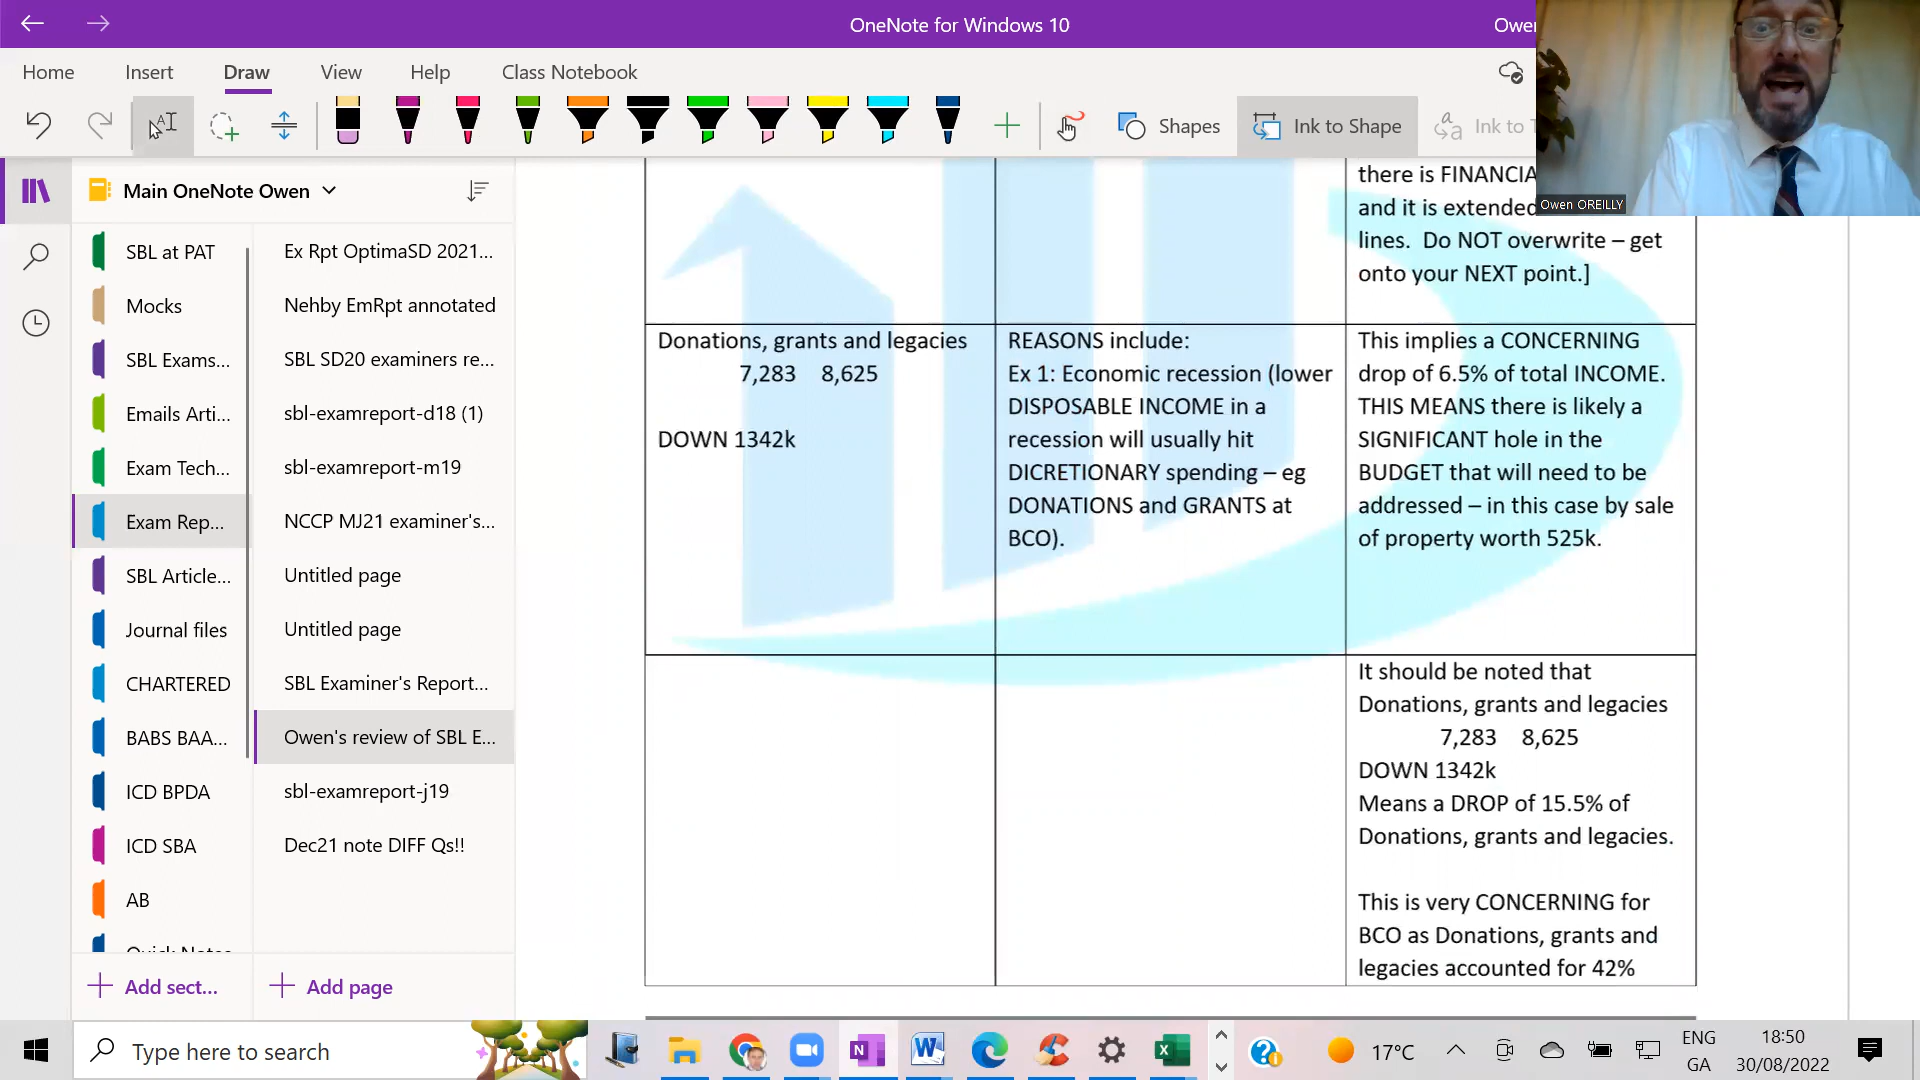 OneNote for Windows 10
Owen
Home
Insert
Draw
View
Help
Class Notebook
Shapes
Ink to Shape
Ink to
Owen OREILLY
Main OneNote Owen
SBL at PAT
Mocks
SBL Exams...
Emails Arti...
Exam Tech...
Exam Rep...
SBL Article...
Journal files
CHARTERED
BABS BAA...
ICD BPDA
ICD SBA
AB
Quick Notes
Add sect...
Ex Rpt OptimaSD 2021...
Nehby EmRpt annotated
SBL SD20 examiners re...
sbl-examreport-d18 (1)
sbl-examreport-m19
NCCP MJ21 examiner's...
Untitled page
Untitled page
SBL Examiner's Report...
Owen's review of SBL E...
sbl-examreport-j19
Dec21 note DIFF Qs!!
Add page
there is FINANCIA
and it is extended
lines. Do NOT overwrite – get
onto your NEXT point.]
Donations, grants and legacies
7,283 8,625
DOWN 1342k
REASONS include:
Ex 1: Economic recession (lower
DISPOSABLE INCOME in a
recession will usually hit
DICRETIONARY spending – eg
DONATIONS and GRANTS at
BCO).
This implies a CONCERNING
drop of 6.5% of total INCOME.
THIS MEANS there is likely a
SIGNIFICANT hole in the
BUDGET that will need to be
addressed – in this case by sale
of property worth 525k.
It should be noted that
Donations, grants and legacies
7,283 8,625
DOWN 1342k
Means a DROP of 15.5% of
Donations, grants and legacies.
This is very CONCERNING for
BCO as Donations, grants and
legacies accounted for 42%
Type here to search
17°C
ENG
GA
18:50
30/08/2022